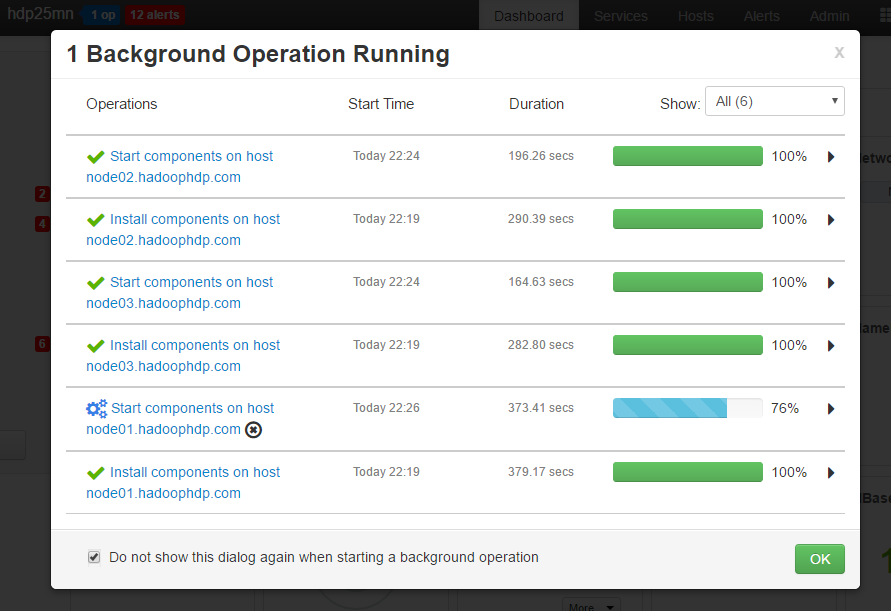 hdp25mn 1 op 12 alerts Dashboard Services Hosts Alerts Admin
1 Background Operation Running x
Operations Start Time Duration Show: All (6)
Start components on host Today 22:24 196.26 secs 100%
node02.hadoophdp.com
2
Install components on host Today 22:19 290.39 secs 100%
4
node02.hadoophdp.com
Start components on host Today 22:24 164.63 secs 100%
node03.hadoophdp.com
Install components on host Today 22:19 282.80 secs 100%
6
node03.hadoophdp.com
Start components on host Today 22:26 373.41 secs 76%
node01.hadoophdp.com
Install components on host Today 22:19 379.17 secs 100%
node01.hadoophdp.com
Do not show this dialog again when starting a background operation OK
More